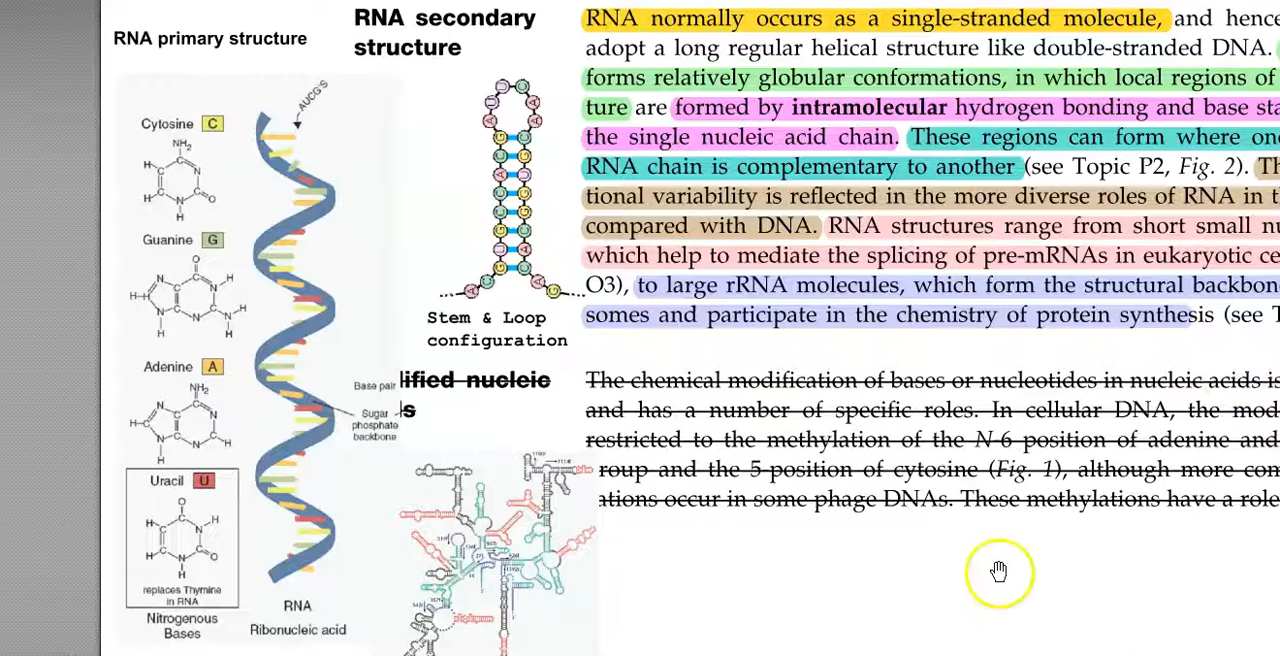 RNA primary structure
AUCG'S
Cytosine C
NH₂
Guanine G
Adenine A
NH₂
Uracil U
replaces Thymine
in RNA
Nitrogenous
Bases
Base pair
Sugar
phosphate
backbone
RNA
Ribonucleic acid
RNA secondary
structure
Stem & Loop
configuration
RNA normally occurs as a single-stranded molecule, and hence
adopt a long regular helical structure like double-stranded DNA.
forms relatively globular conformations, in which local regions of
ture are formed by intramolecular hydrogen bonding and base sta
the single nucleic acid chain. These regions can form where on
RNA chain is complementary to another (see Topic P2, Fig. 2). Th
tional variability is reflected in the more diverse roles of RNA in t
compared with DNA. RNA structures range from short small nu
which help to mediate the splicing of pre-mRNAs in eukaryotic ce
O3), to large rRNA molecules, which form the structural backbon
somes and participate in the chemistry of protein synthesis (see T
lified nucleic
s
The chemical modification of bases or nucleotides in nucleic acids is
and has a number of specific roles. In cellular DNA, the mod
restricted to the methylation of the N-6 position of adenine and
roup and the 5-position of cytosine (Fig. 1), although more com
ations occur in some phage DNAs. These methylations have a role